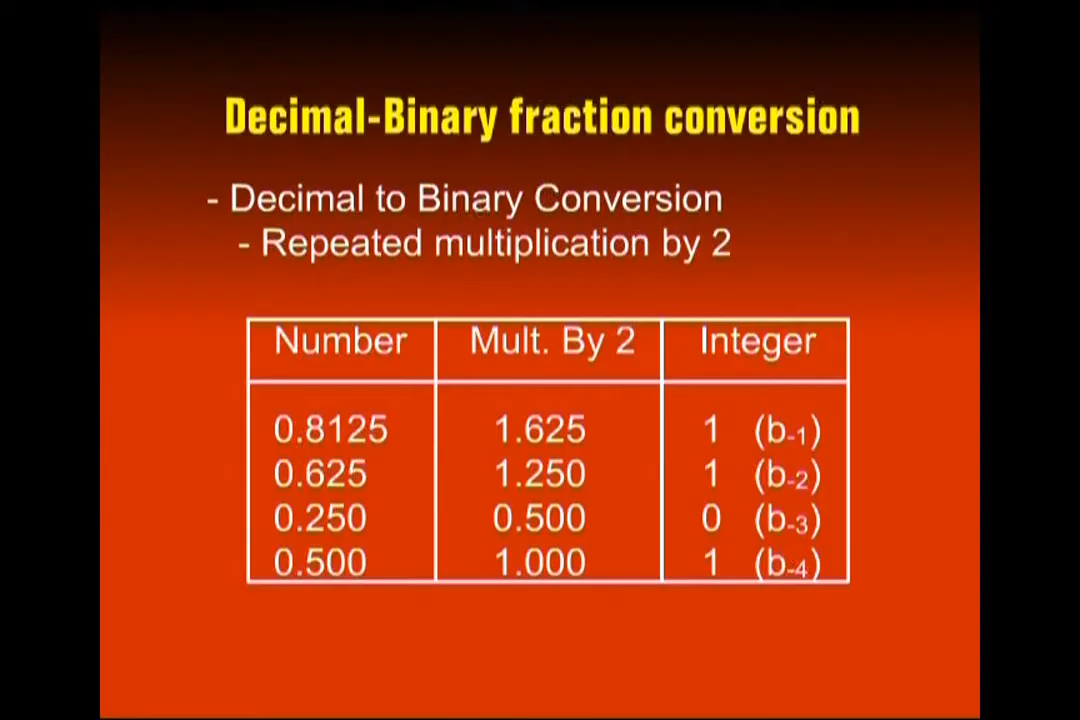 Decimal-Binary fraction conversion
- Decimal to Binary Conversion
- Repeated multiplication by 2
Number Mult. By 2 Integer
0.8125 1.625 1 (b-1)
0.625 1.250 1 (b-2)
0.250 0.500 0 (b-3)
0.500 1.000 1 (b-4)